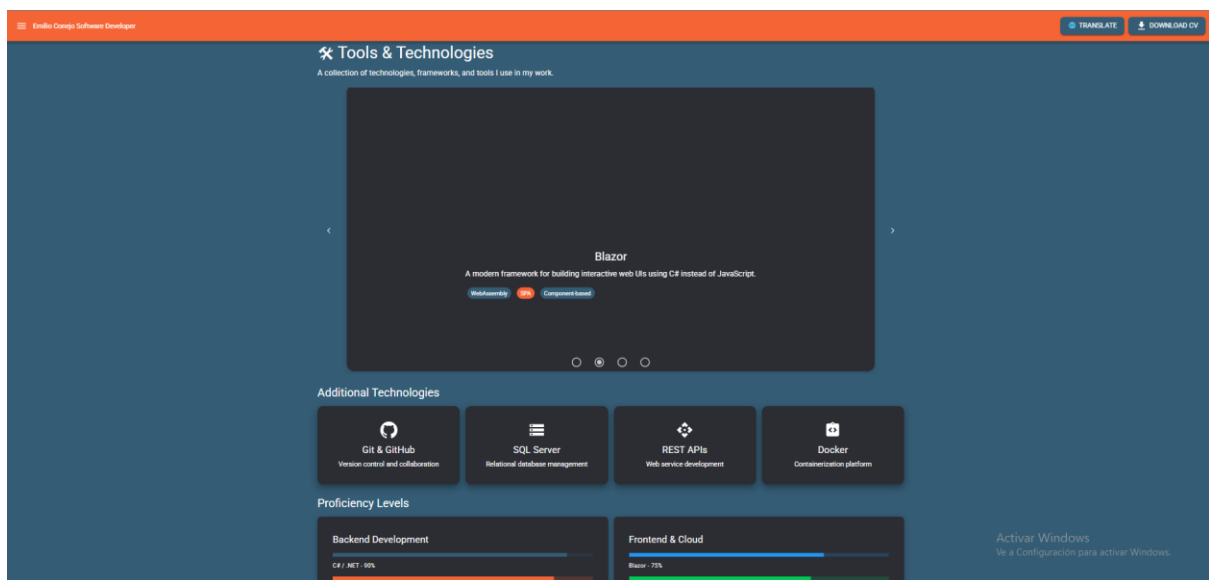 Emilio Conejo Software Developer
TRANSLATE
DOWNLOAD CV
Tools & Technologies
A collection of technologies, frameworks, and tools I use in my work.
Blazor
A modern framework for building interactive web UIs using C# instead of JavaScript.
WebAssembly SPA Component-based
Additional Technologies
Git & GitHub
Version control and collaboration
SQL Server
Relational database management
REST APIs
Web service development
Docker
Containerization platform
Proficiency Levels
Backend Development
C# / .NET - 90%
Frontend & Cloud
Blazor - 75%
Activar Windows
Ve a Configuración para activar Windows.